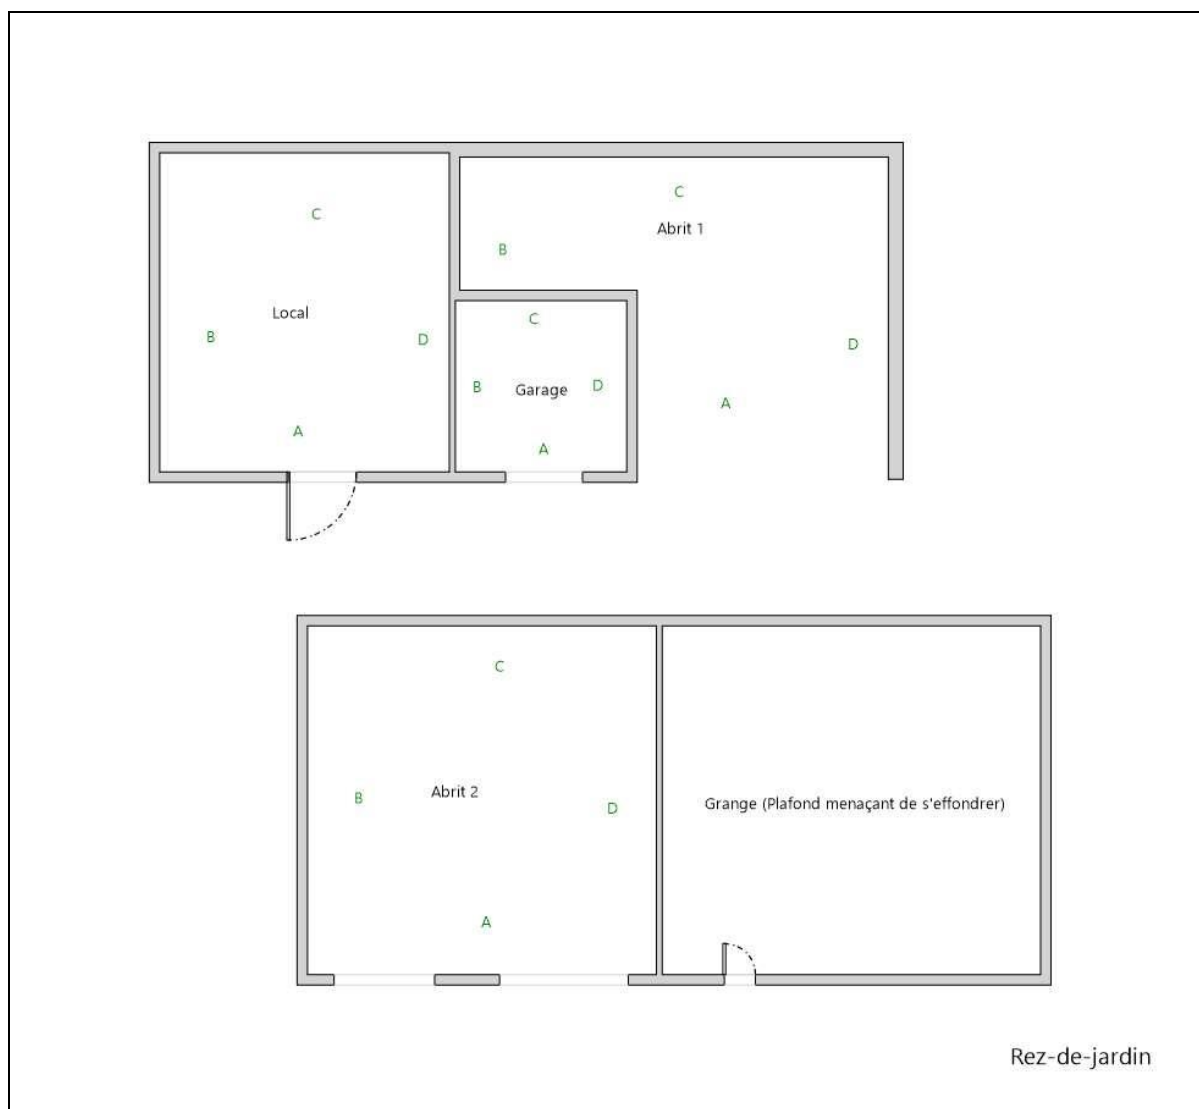 C
Abrit 1
B
C
Local
B
D
C
B
Garage
D
A
D
A
A
C
Abrit 2
B
D
Grange (Plafond menaçant de s'effondrer)
A
Rez-de-jardin